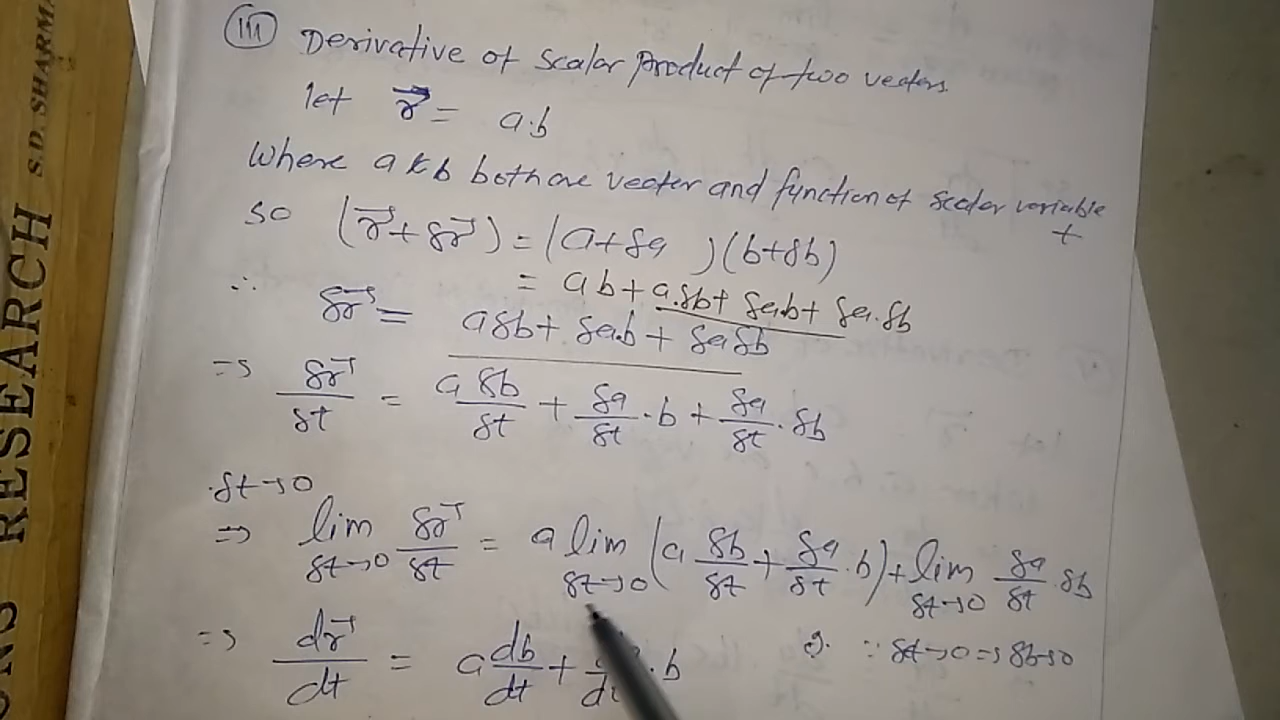 S.D. SHARMA
RESEARCH
(III) Derivative of scalar product of two vectors
let r⃗ = a.b
Where a & b both are vector and function of scalar variable
t
so (r⃗ + δr⃗) = (a+δa )(b+δb)
= ab + a.δb + δa.b + δa.δb
∴ δr⃗ = aδb + δa.b + δaδb
⇒ δr⃗/δt = a δb/δt + δa/δt . b + δa/δt . δb
.δt→0
⇒ lim δt→0 δr⃗/δt = a lim δt→0 (a δb/δt + δa/δt . b) + lim δt→0 δa/δt δb
⇒ dr⃗/dt = a db/dt + . b ∵ δt→0 ⇒ δb→0